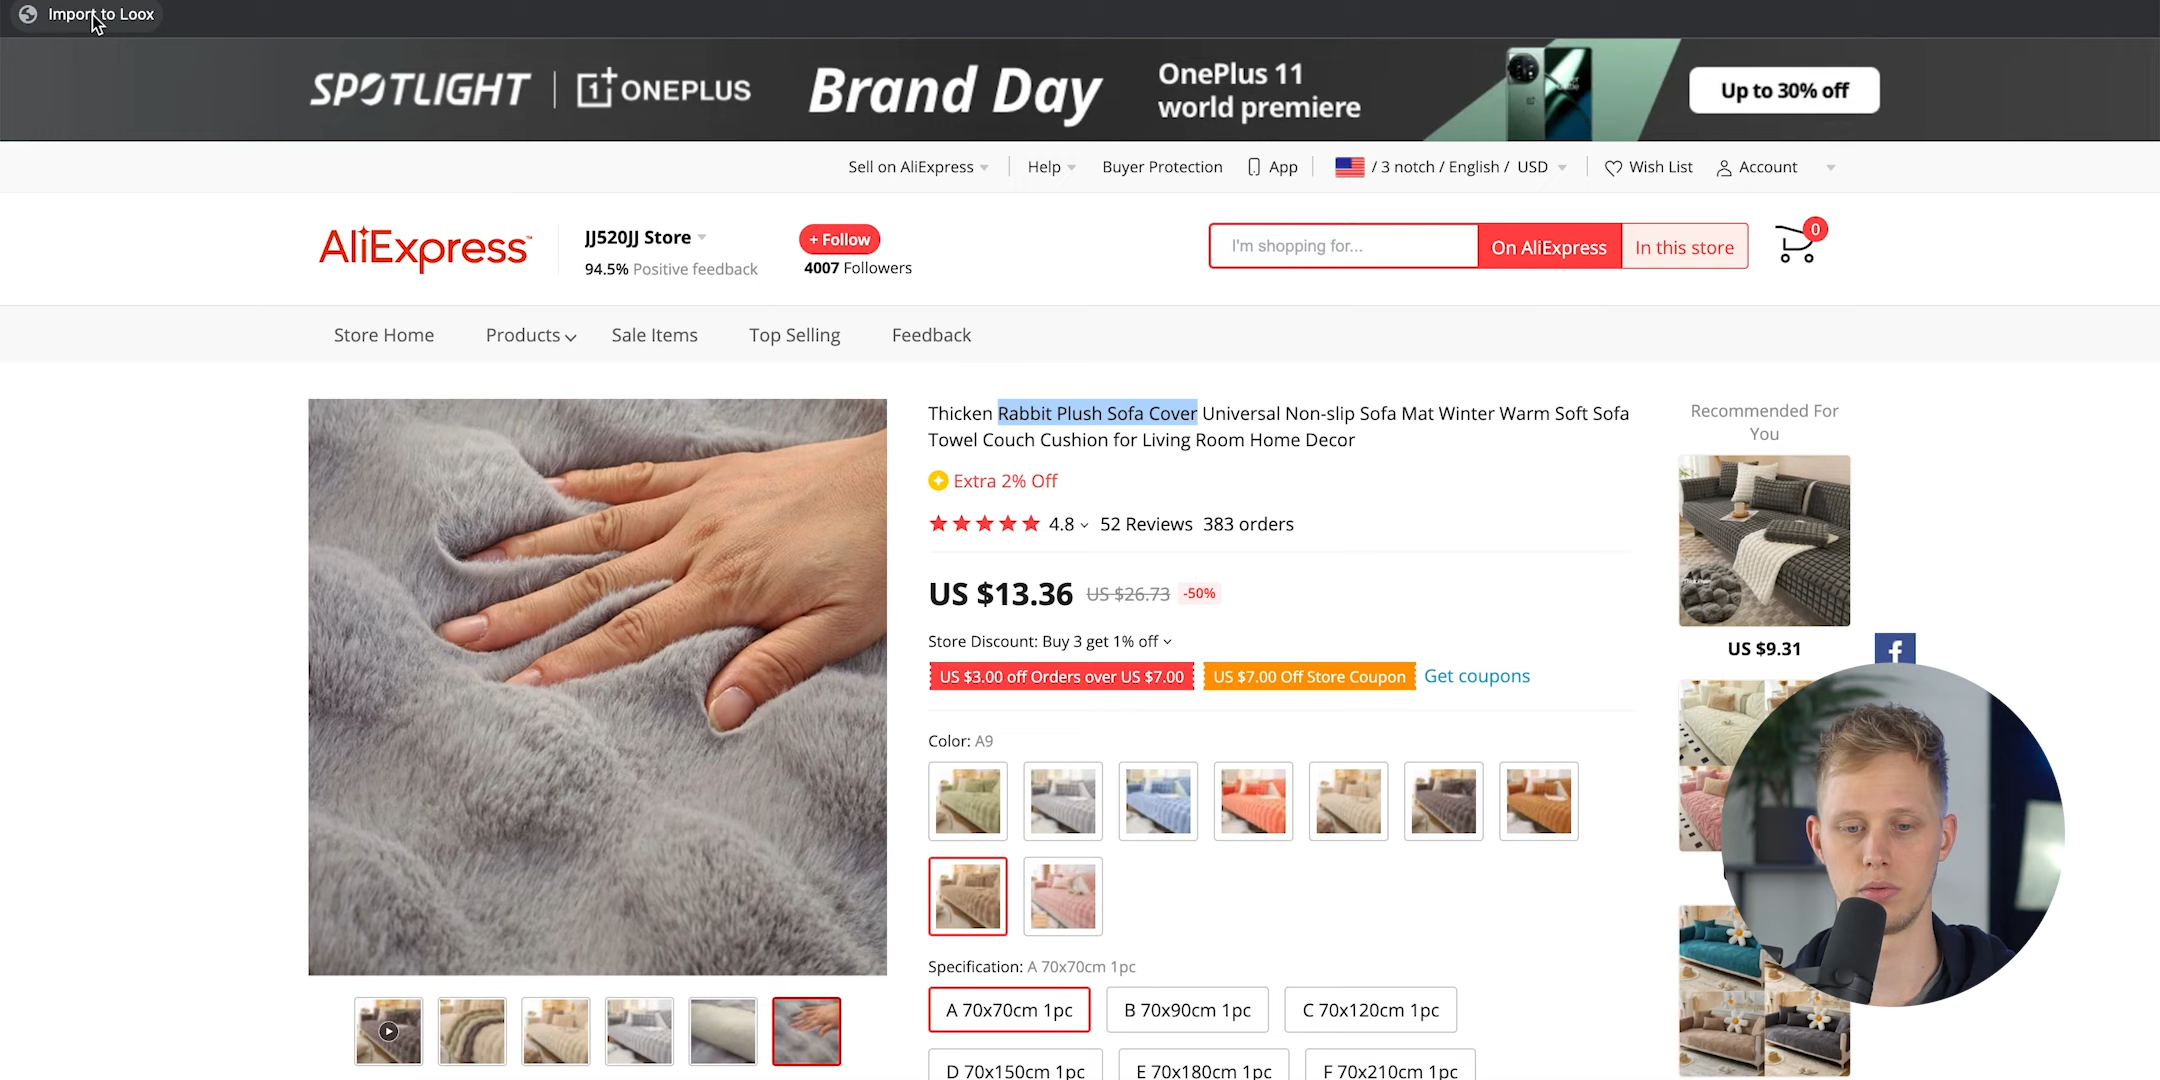 Import to Loox
SPOTLIGHT | 1+ ONEPLUS
Brand Day
OnePlus 11
world premiere
Up to 30% off
Sell on AliExpress
Help
Buyer Protection
App
/ 3 notch / English / USD
Wish List
Account
AliExpress™
JJ520JJ Store
94.5% Positive feedback
+ Follow
4007 Followers
I'm shopping for...
On AliExpress
In this store
0
Store Home
Products
Sale Items
Top Selling
Feedback
Thicken Rabbit Plush Sofa Cover Universal Non-slip Sofa Mat Winter Warm Soft Sofa
Towel Couch Cushion for Living Room Home Decor
Extra 2% Off
4.8 52 Reviews 383 orders
US $13.36 US $26.73 -50%
Store Discount: Buy 3 get 1% off
US $3.00 off Orders over US $7.00
US $7.00 Off Store Coupon
Get coupons
Color: A9
Specification: A 70x70cm 1pc
A 70x70cm 1pc
B 70x90cm 1pc
C 70x120cm 1pc
D 70x150cm 1pc
E 70x180cm 1pc
F 70x210cm 1pc
Recommended For
You
US $9.31
f